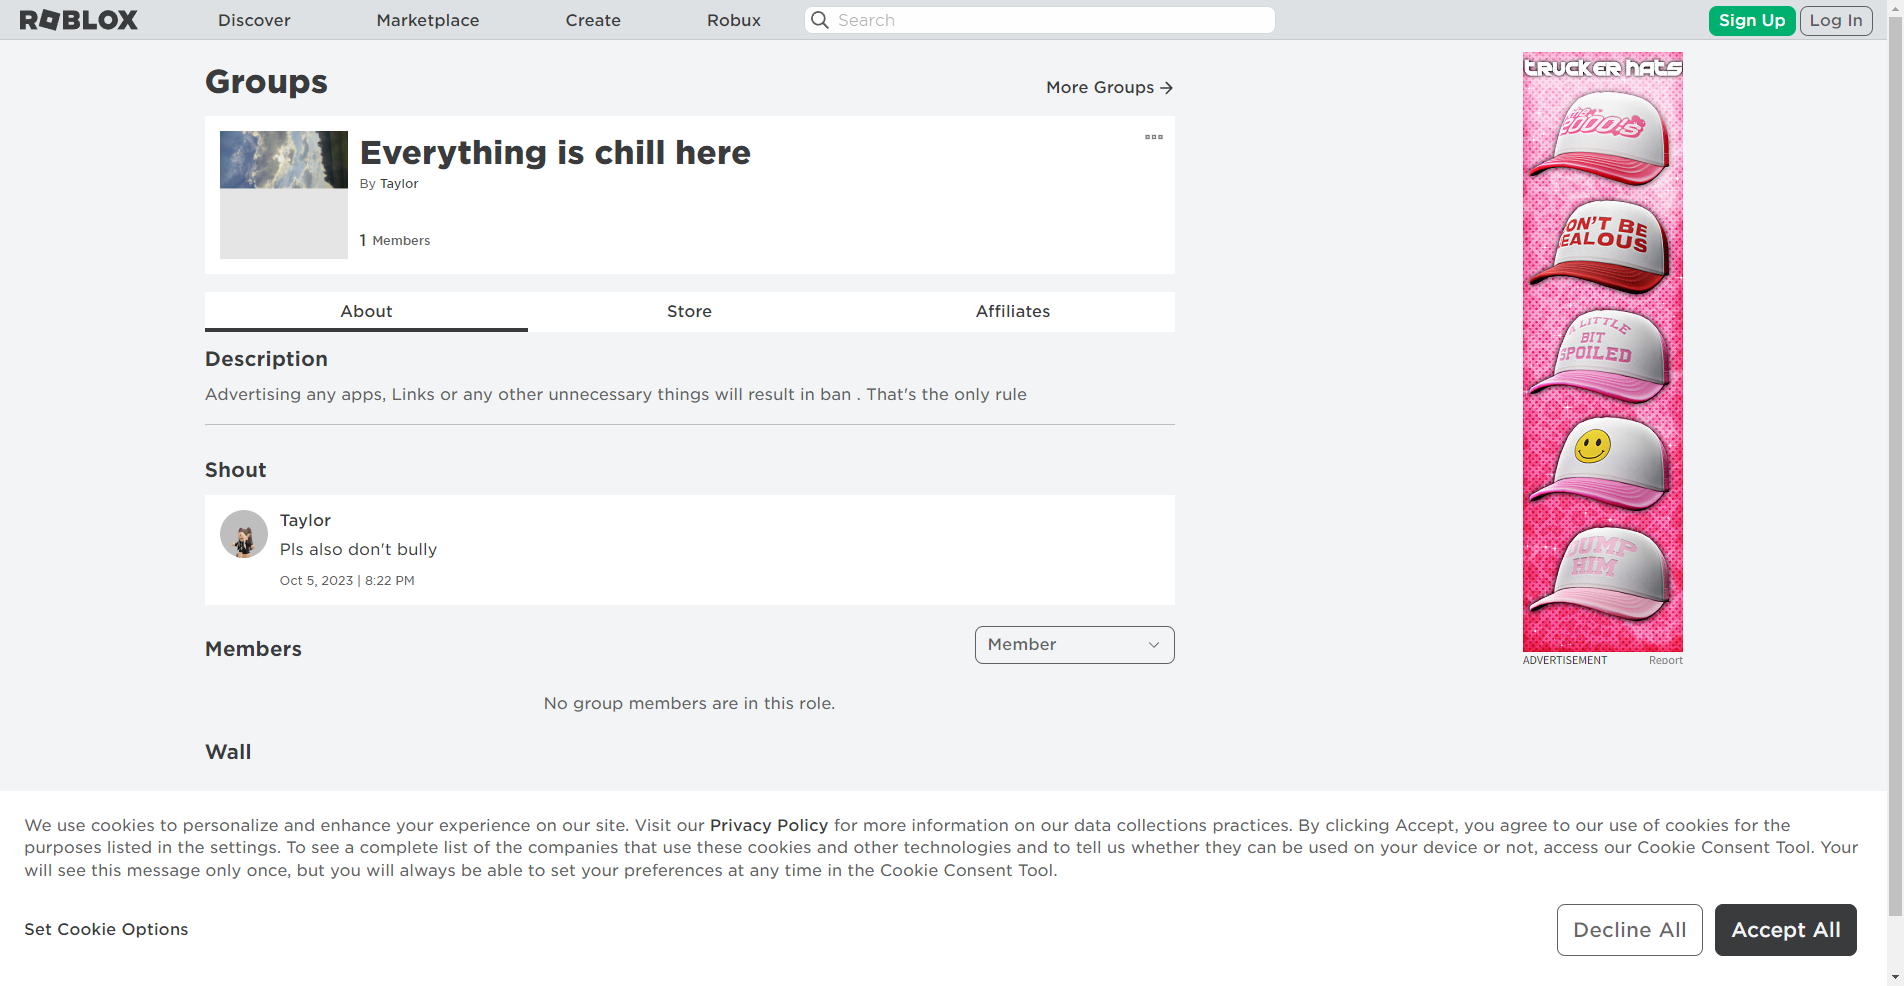 ROBLOX
Discover
Marketplace
Create
Robux
Search
Sign Up
Log In
Groups
More Groups →
Everything is chill here
By Taylor
1 Members
About
Store
Affiliates
Description
Advertising any apps, Links or any other unnecessary things will result in ban . That's the only rule
Shout
Taylor
Pls also don't bully
Oct 5, 2023 | 8:22 PM
Members
Member
No group members are in this role.
Wall
TRUCKER HATS
2000's
ON'T BE
EALOUS
A LITTLE
BIT
SPOILED
JUMP
HIM
ADVERTISEMENT
Report
We use cookies to personalize and enhance your experience on our site. Visit our Privacy Policy for more information on our data collections practices. By clicking Accept, you agree to our use of cookies for the
purposes listed in the settings. To see a complete list of the companies that use these cookies and other technologies and to tell us whether they can be used on your device or not, access our Cookie Consent Tool. Your
will see this message only once, but you will always be able to set your preferences at any time in the Cookie Consent Tool.
Set Cookie Options
Decline All
Accept All